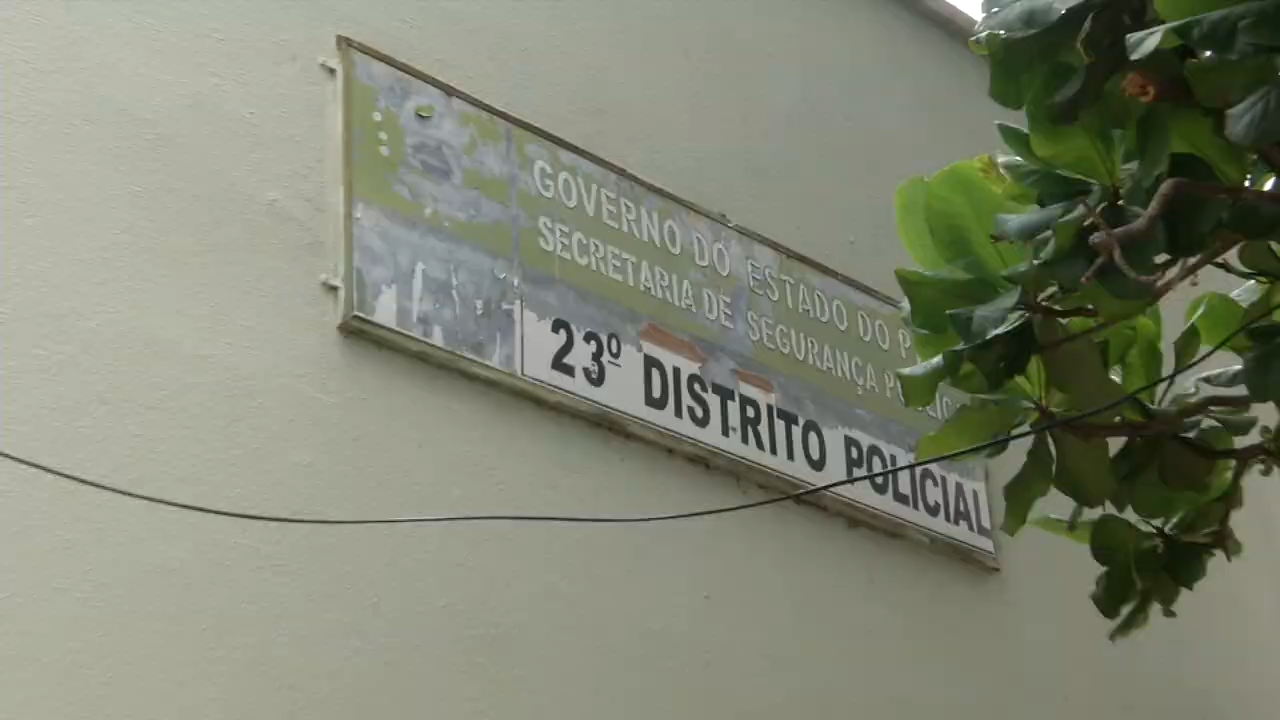 GOVERNO DO ESTADO DO P
SECRETARIA DE SEGURANÇA
23º DISTRITO POLICIAL